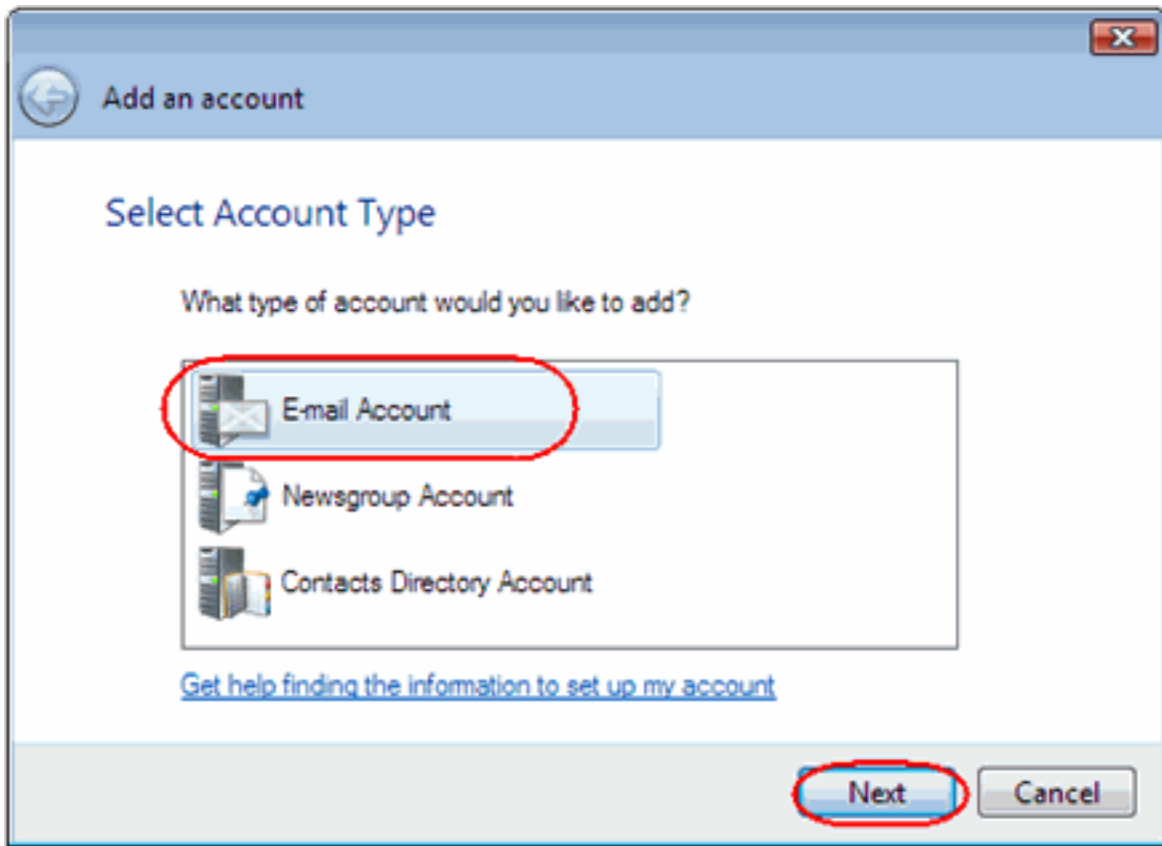 Add an account
Select Account Type
What type of account would you like to add?
E-mail Account
Newsgroup Account
Contacts Directory Account
Get help finding the information to set up my account
Next
Cancel